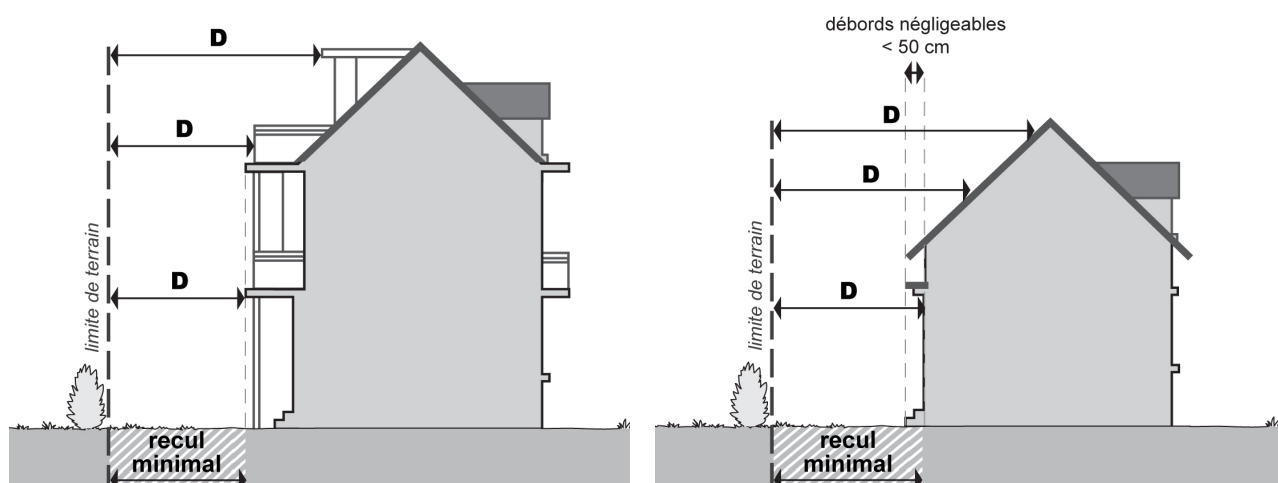 D
D
limite de terrain
D
recul
minimal
débords négligeables
< 50 cm
D
D
limite de terrain
D
recul
minimal